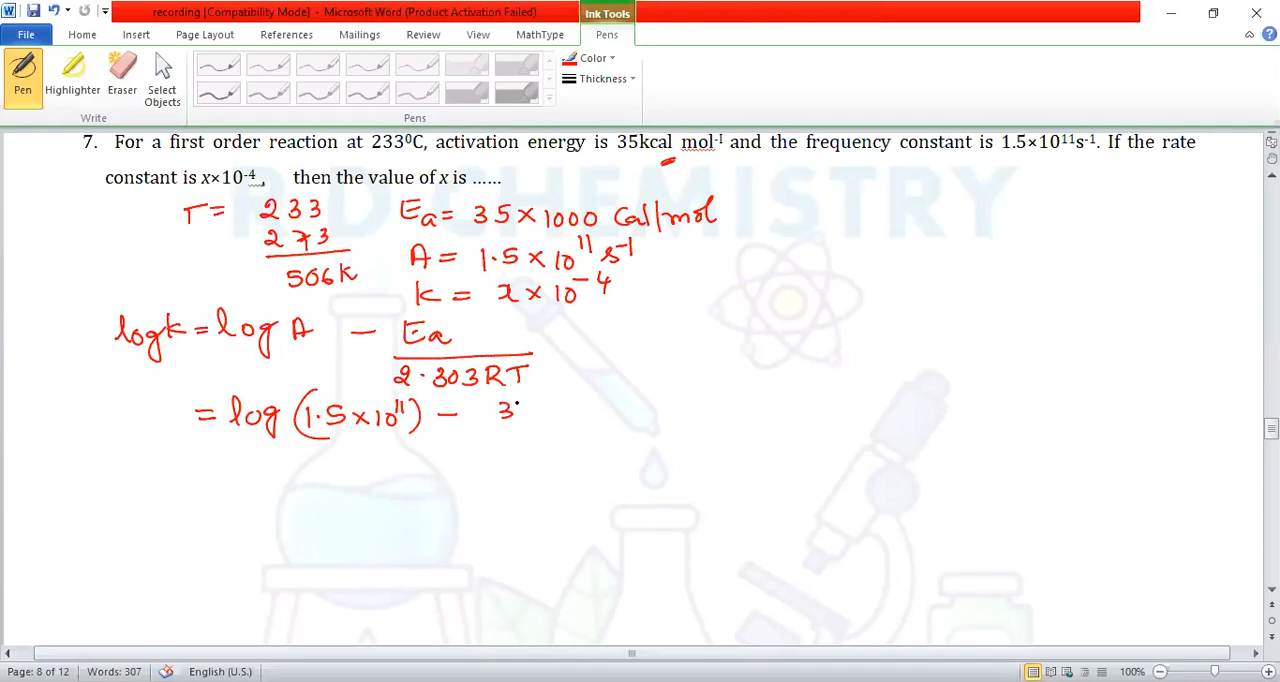 recording [Compatibility Mode] - Microsoft Word (Product Activation Failed)
Ink Tools
File Home Insert Page Layout References Mailings Review View MathType Pens
Pen Highlighter Eraser Select Objects
Color
Thickness
Write Pens
7. For a first order reaction at 233⁰C, activation energy is 35kcal mol⁻ᴵ and the frequency constant is 1.5×10¹¹s⁻¹. If the rate
constant is x×10⁻⁴, then the value of x is ……
T = 233
273
506K
Ea = 35×1000 Cal/mol
A = 1.5×10¹¹ s⁻¹
K = x×10⁻⁴
logK = log A − Ea
2.303RT
= log (1.5×10¹¹) − 3
Page: 8 of 12 Words: 307 English (U.S.) 100%